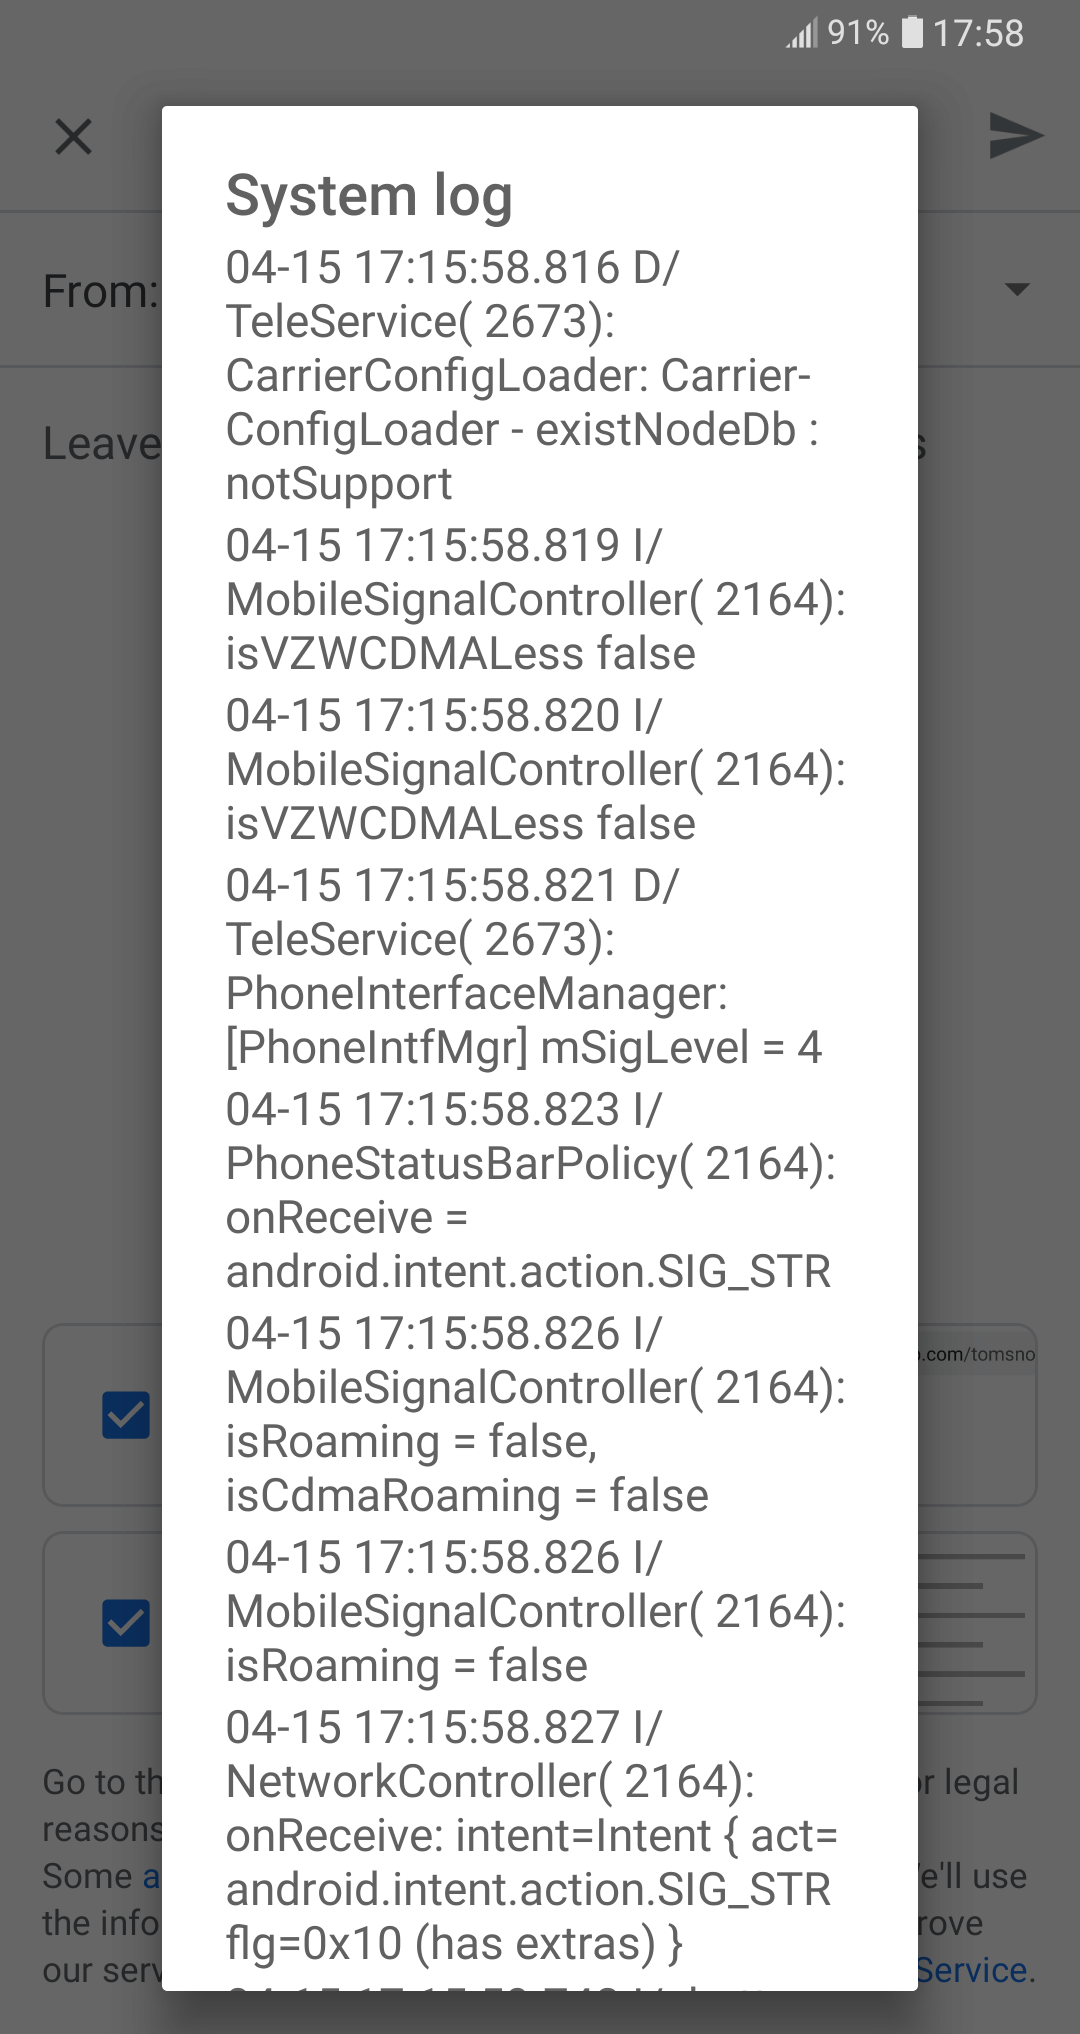 91% 17:58
System log
04-15 17:15:58.816 D/
TeleService( 2673):
CarrierConfigLoader: Carrier-
ConfigLoader - existNodeDb :
notSupport
04-15 17:15:58.819 I/
MobileSignalController( 2164):
isVZWCDMALess false
04-15 17:15:58.820 I/
MobileSignalController( 2164):
isVZWCDMALess false
04-15 17:15:58.821 D/
TeleService( 2673):
PhoneInterfaceManager:
[PhoneIntfMgr] mSigLevel = 4
04-15 17:15:58.823 I/
PhoneStatusBarPolicy( 2164):
onReceive =
android.intent.action.SIG_STR
04-15 17:15:58.826 I/
MobileSignalController( 2164):
isRoaming = false,
isCdmaRoaming = false
04-15 17:15:58.826 I/
MobileSignalController( 2164):
isRoaming = false
04-15 17:15:58.827 I/
NetworkController( 2164):
onReceive: intent=Intent { act=
android.intent.action.SIG_STR
flg=0x10 (has extras) }
From:
Leave
.com/tomsno
Go to th
r legal
reasons
Some a
e'll use
the info
rove
our serv
Service.